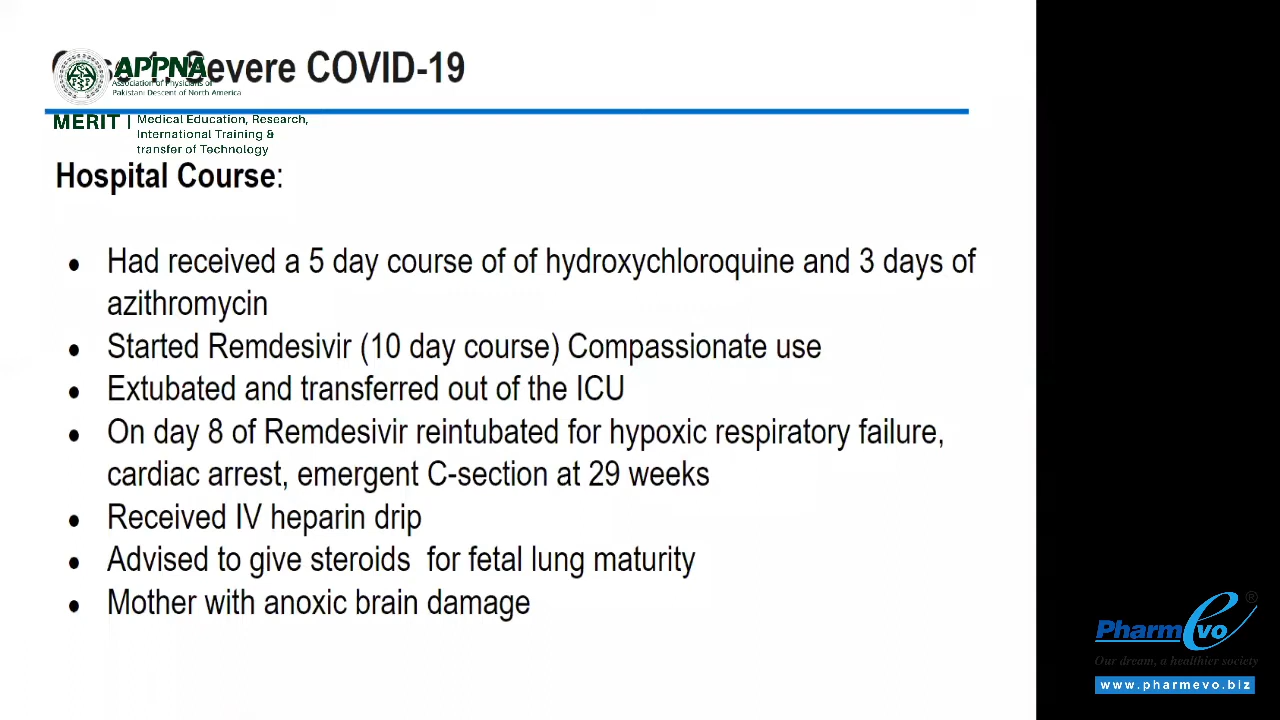 Severe COVID-19
APPNA
Association of Physicians of
Pakistani Descent of North America
MERIT | Medical Education, Research,
International Training &
transfer of Technology
Hospital Course:
• Had received a 5 day course of of hydroxychloroquine and 3 days of
azithromycin
• Started Remdesivir (10 day course) Compassionate use
• Extubated and transferred out of the ICU
• On day 8 of Remdesivir reintubated for hypoxic respiratory failure,
cardiac arrest, emergent C-section at 29 weeks
• Received IV heparin drip
• Advised to give steroids for fetal lung maturity
• Mother with anoxic brain damage
PharmEvo
Our dream, a healthier society
www.pharmevo.biz